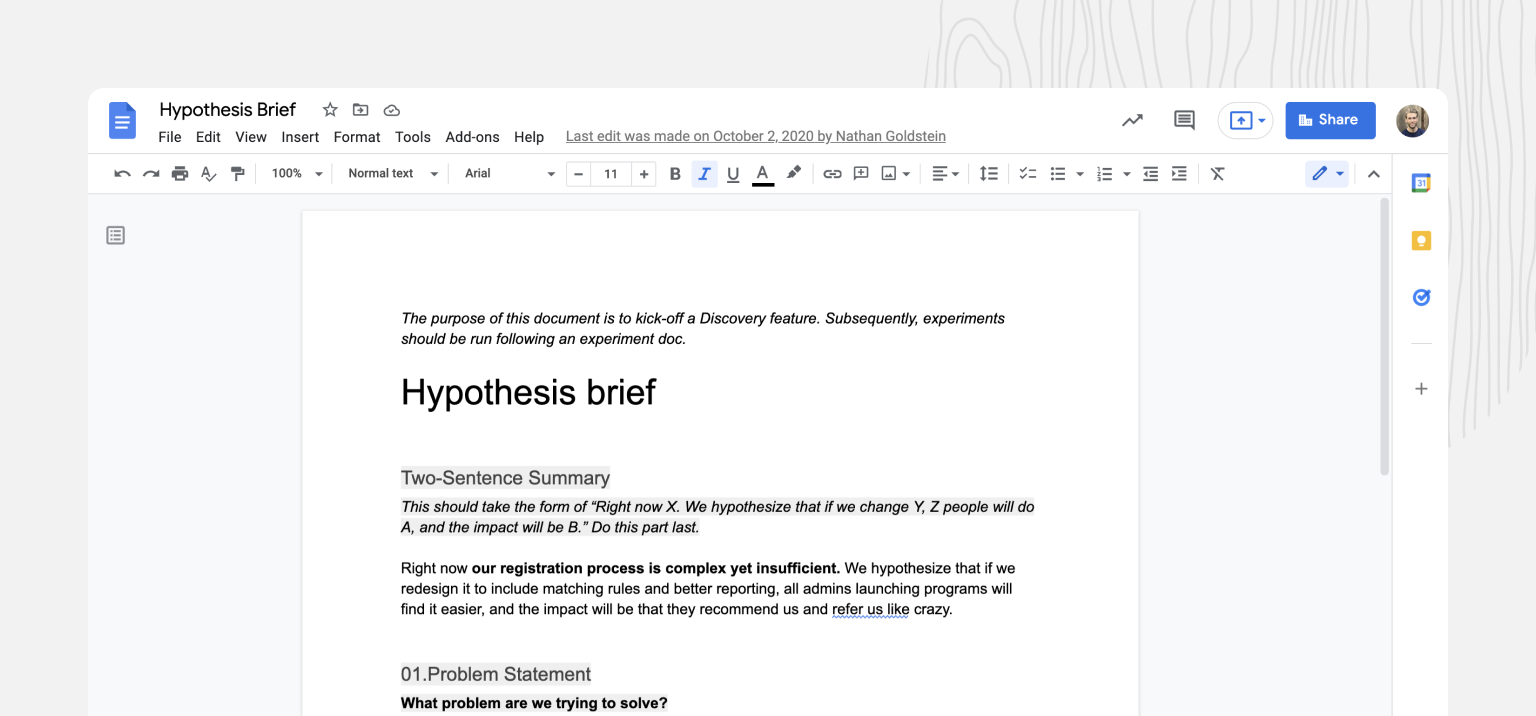 Hypothesis Brief
File Edit View Insert Format Tools Add-ons Help Last edit was made on October 2, 2020 by Nathan Goldstein
Share
100% Normal text Arial − 11 + B I U A
31
The purpose of this document is to kick-off a Discovery feature. Subsequently, experiments
should be run following an experiment doc.
Hypothesis brief
Two-Sentence Summary
This should take the form of “Right now X. We hypothesize that if we change Y, Z people will do
A, and the impact will be B.” Do this part last.
Right now our registration process is complex yet insufficient. We hypothesize that if we
redesign it to include matching rules and better reporting, all admins launching programs will
find it easier, and the impact will be that they recommend us and refer us like crazy.
01.Problem Statement
What problem are we trying to solve?